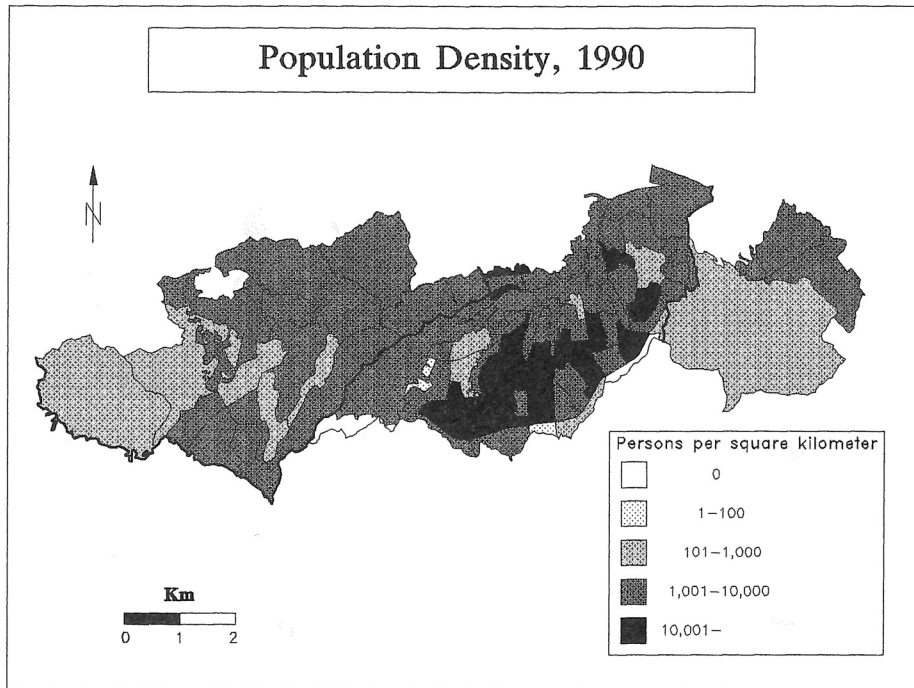 Population Density, 1990
N
Persons per square kilometer
0
1-100
101-1,000
1,001-10,000
10,001-
Km
0 1 2